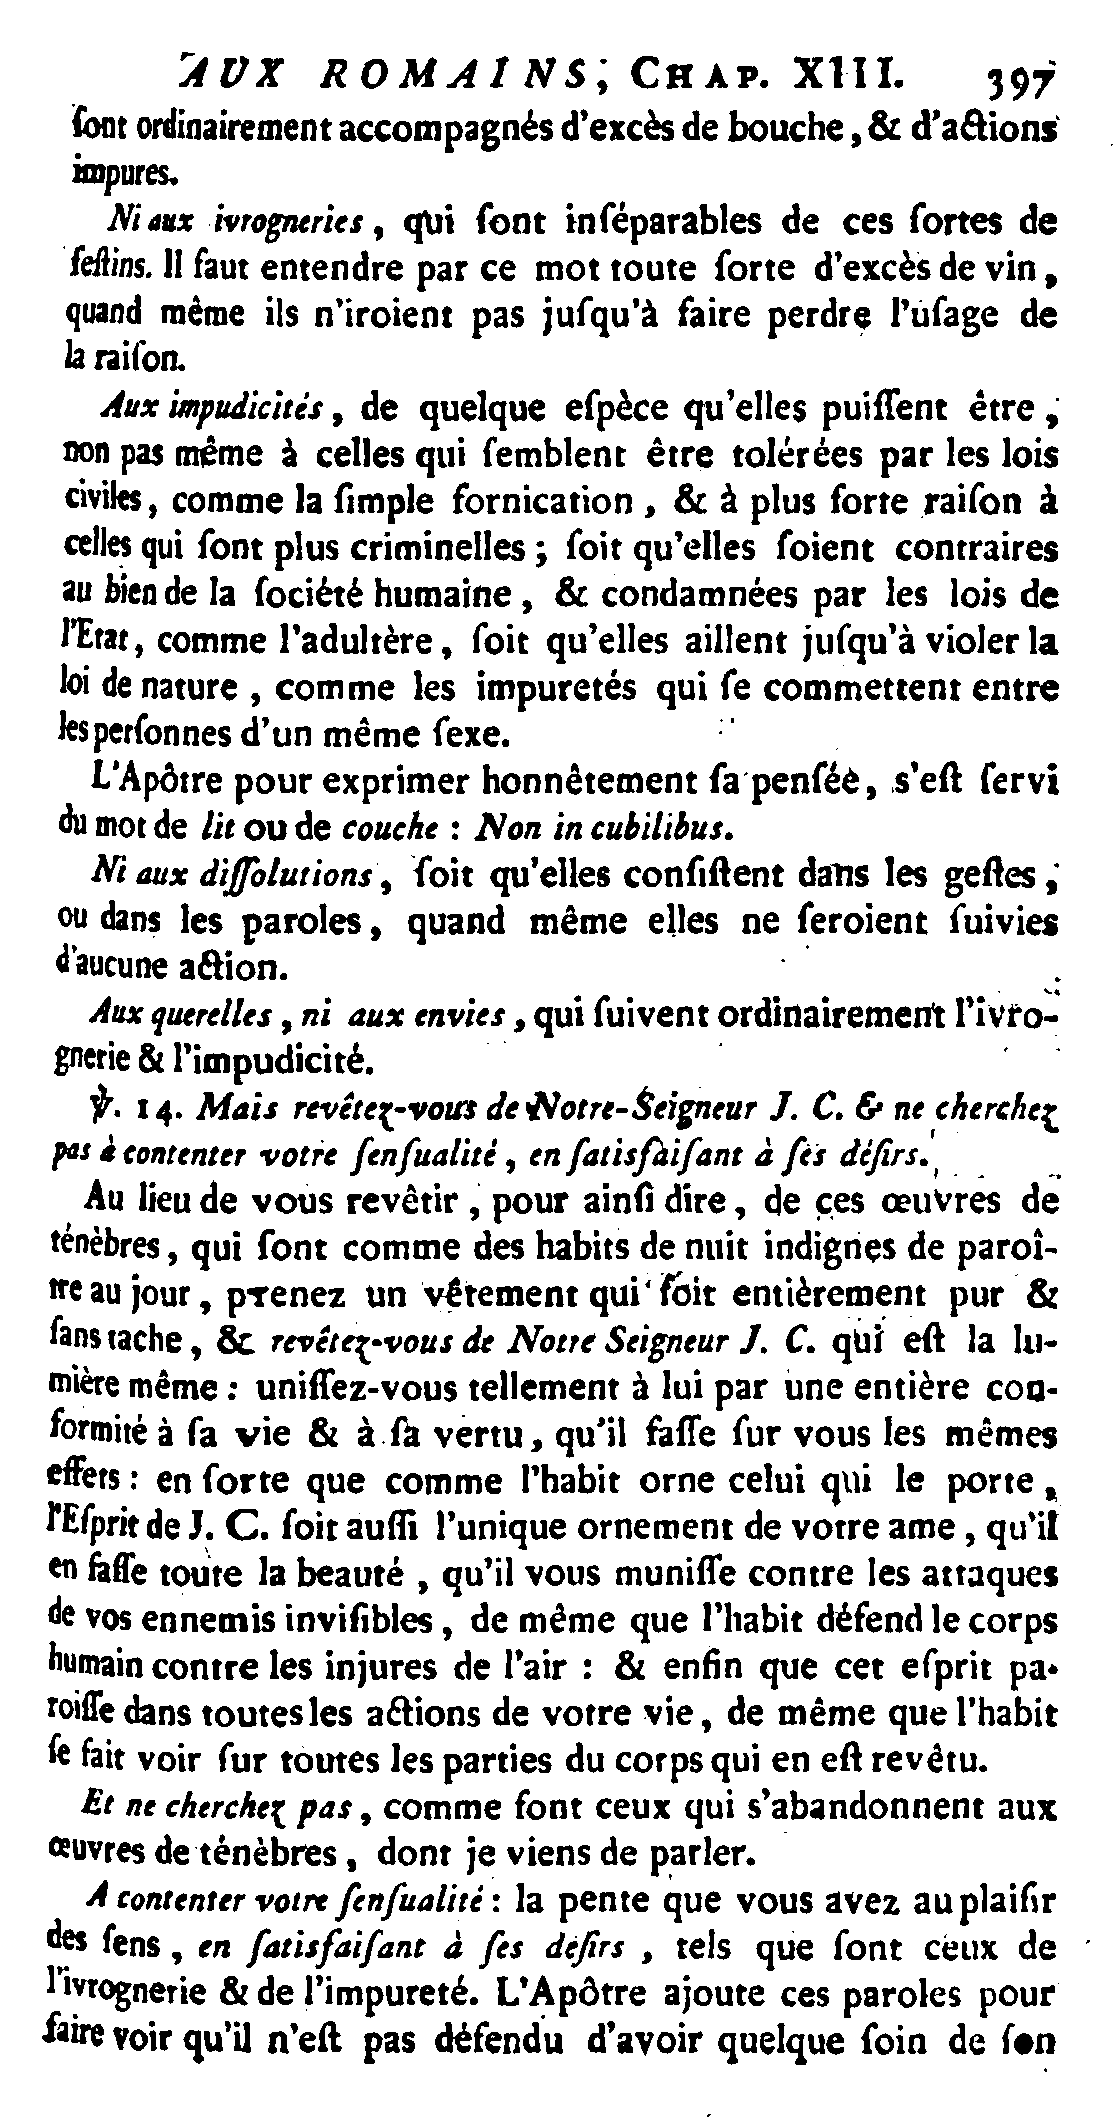 AUX ROMAINS, CHAP. XIII. 397
ſont ordinairement accompagnés d'excès de bouche, & d'actions
impures.
Ni aux ivrogneries, qui ſont inſéparables de ces ſortes de
feſtins. Il faut entendre par ce mot toute ſorte d'excès de vin,
quand même ils n'iroient pas juſqu'à faire perdre l'uſage de
la raiſon.
Aux impudicités, de quelque eſpèce qu'elles puiſſent être,
non pas même à celles qui ſemblent être tolérées par les lois
civiles, comme la ſimple fornication, & à plus forte raiſon à
celles qui ſont plus criminelles; ſoit qu'elles ſoient contraires
au bien de la ſociété humaine, & condamnées par les lois de
l'Etat, comme l'adultère, ſoit qu'elles aillent juſqu'à violer la
loi de nature, comme les impuretés qui ſe commettent entre
les perſonnes d'un même ſexe.
L'Apôtre pour exprimer honnêtement ſa penſée, s'eſt ſervi
du mot de lit ou de couche : Non in cubilibus.
Ni aux diſſolutions, ſoit qu'elles conſiſtent dans les geſtes,
ou dans les paroles, quand même elles ne ſeroient ſuivies
d'aucune action.
Aux querelles, ni aux envies, qui ſuivent ordinairement l'ivro-
gnerie & l'impudicité.
℣. 14. Mais revêtez-vous de Notre-Seigneur J. C. & ne cherchez
pas à contenter votre ſenſualité, en ſatisfaiſant à ſes déſirs.
Au lieu de vous revêtir, pour ainſi dire, de ces œuvres de
ténèbres, qui ſont comme des habits de nuit indignes de paroî-
tre au jour, prenez un vêtement qui ſoit entièrement pur &
ſans tache, & revêtez-vous de Notre Seigneur J. C. qui eſt la lu-
mière même : uniſſez-vous tellement à lui par une entière con-
formité à ſa vie & à ſa vertu, qu'il faſſe ſur vous les mêmes
effets : en ſorte que comme l'habit orne celui qui le porte,
l'Eſprit de J. C. ſoit auſſi l'unique ornement de votre ame, qu'il
en faſſe toute la beauté, qu'il vous muniſſe contre les attaques
de vos ennemis inviſibles, de même que l'habit défend le corps
humain contre les injures de l'air : & enfin que cet eſprit pa-
roiſſe dans toutes les actions de votre vie, de même que l'habit
ſe fait voir ſur toutes les parties du corps qui en eſt revêtu.
Et ne cherchez pas, comme font ceux qui s'abandonnent aux
œuvres de ténèbres, dont je viens de parler.
A contenter votre ſenſualité : la pente que vous avez au plaiſir
des ſens, en ſatisfaiſant à ſes déſirs, tels que ſont ceux de
l'ivrognerie & de l'impureté. L'Apôtre ajoute ces paroles pour
faire voir qu'il n'eſt pas défendu d'avoir quelque ſoin de ſon